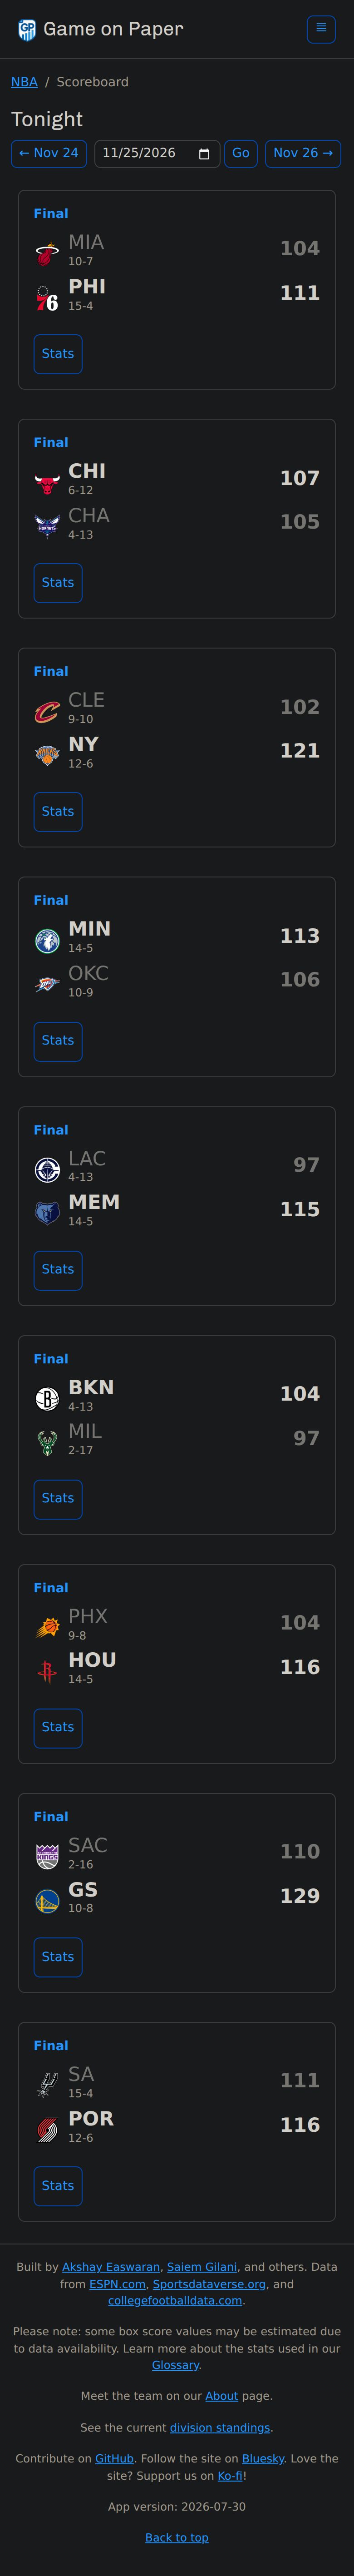 GP Game on Paper
NBA / Scoreboard
Tonight
← Nov 24 11/25/2026 Go Nov 26 →
Final
MIA 104
10-7
PHI 111
15-4
Stats
Final
CHI 107
6-12
CHA 105
4-13
Stats
Final
CLE 102
9-10
NY 121
12-6
Stats
Final
MIN 113
14-5
OKC 106
10-9
Stats
Final
LAC 97
4-13
MEM 115
14-5
Stats
Final
BKN 104
4-13
MIL 97
2-17
Stats
Final
PHX 104
9-8
HOU 116
14-5
Stats
Final
SAC 110
2-16
GS 129
10-8
Stats
Final
SA 111
15-4
POR 116
12-6
Stats
Built by Akshay Easwaran, Saiem Gilani, and others. Data
from ESPN.com, Sportsdataverse.org, and
collegefootballdata.com.
Please note: some box score values may be estimated due
to data availability. Learn more about the stats used in our
Glossary.
Meet the team on our About page.
See the current division standings.
Contribute on GitHub. Follow the site on Bluesky. Love the
site? Support us on Ko-fi!
App version: 2026-07-30
Back to top